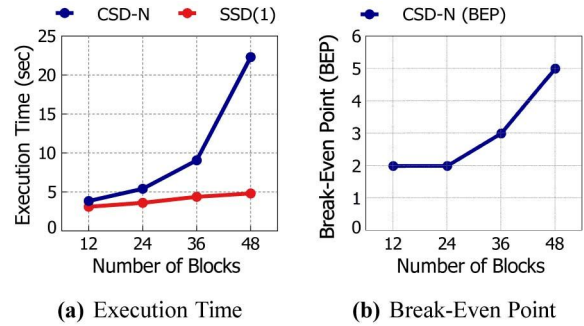 CSD-N SSD(1)
Execution Time (sec)
25
20
15
10
5
0
12 24 36 48
Number of Blocks
(a) Execution Time
CSD-N (BEP)
Break-Even Point (BEP)
6
5
4
3
2
1
0
12 24 36 48
Number of Blocks
(b) Break-Even Point